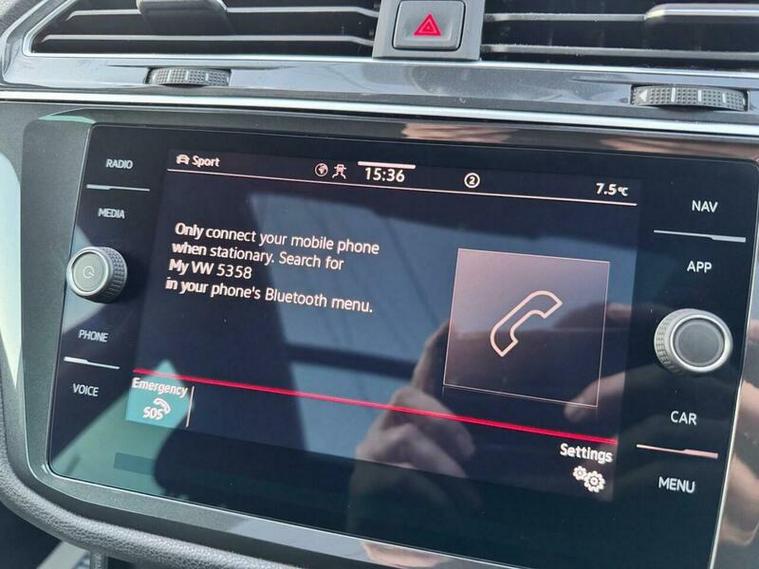 RADIO
MEDIA
PHONE
VOICE
Sport
15:36
2
7.5°C
Only connect your mobile phone
when stationary. Search for
My VW 5358
in your phone's Bluetooth menu.
Emergency
SOS
Settings
NAV
APP
CAR
MENU